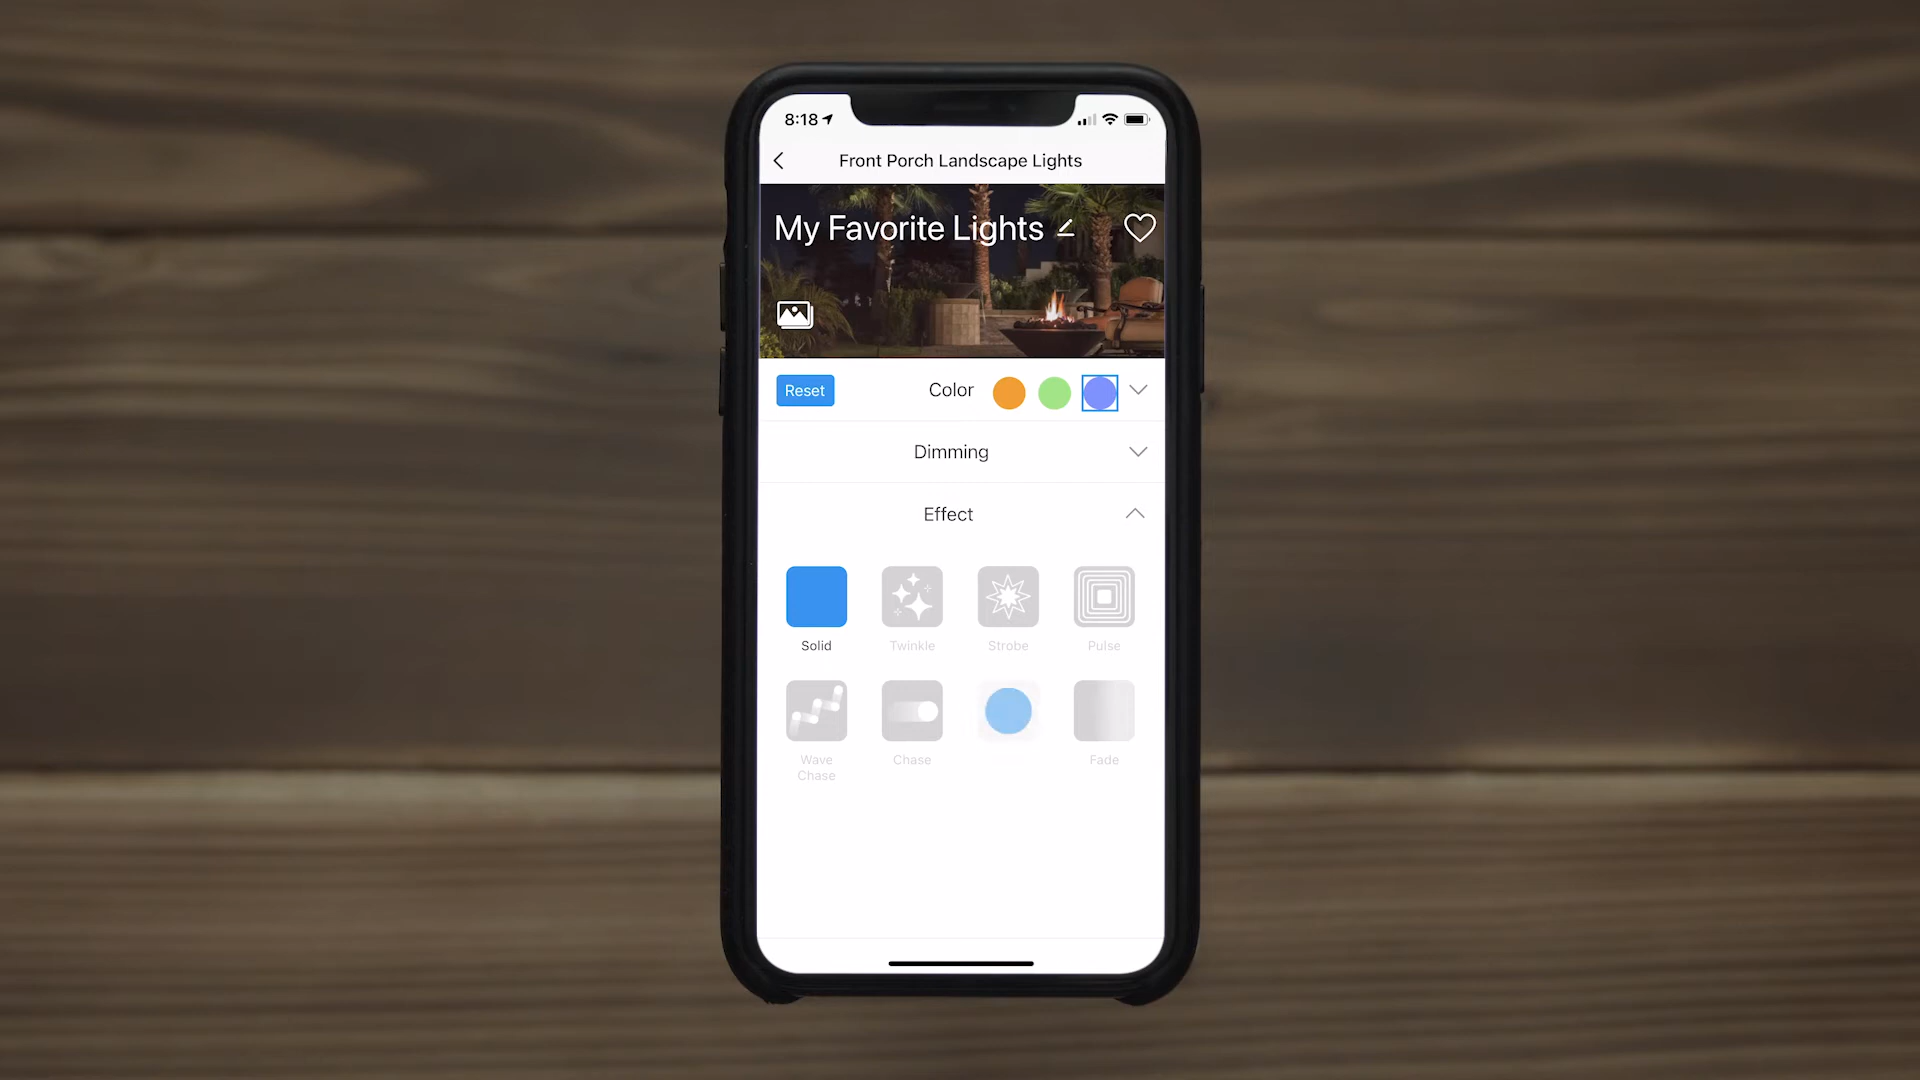 8:18
Front Porch Landscape Lights
My Favorite Lights
Reset
Color
Dimming
Effect
Solid
Twinkle
Strobe
Pulse
Wave
Chase
Chase
Fade